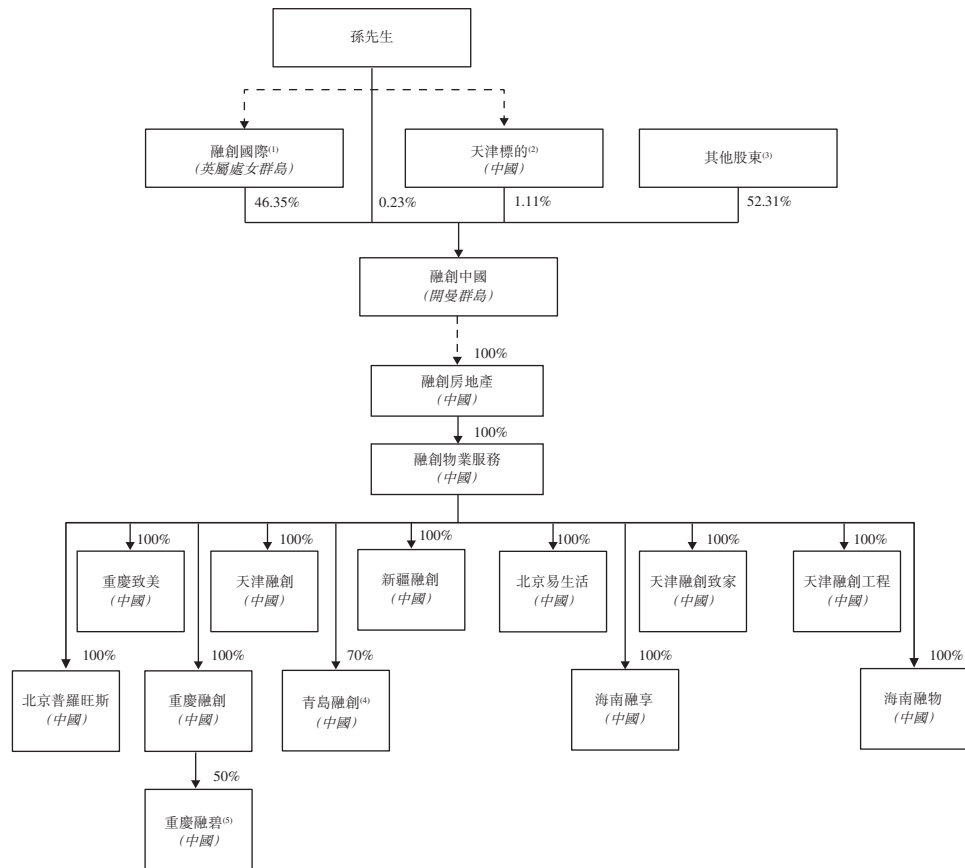 孫先生
融創國際(1)
(英屬處女群島)
天津標的(2)
(中國)
其他股東(3)
46.35%
0.23%
1.11%
52.31%
融創中國
(開曼群島)
100%
融創房地產
(中國)
100%
融創物業服務
(中國)
100%
100%
100%
100%
100%
100%
重慶致美
(中國)
天津融創
(中國)
新疆融創
(中國)
北京易生活
(中國)
天津融創致家
(中國)
天津融創工程
(中國)
100%
100%
70%
100%
100%
北京普羅旺斯
(中國)
重慶融創
(中國)
青島融創(4)
(中國)
海南融享
(中國)
海南融物
(中國)
50%
重慶融碧(5)
(中國)